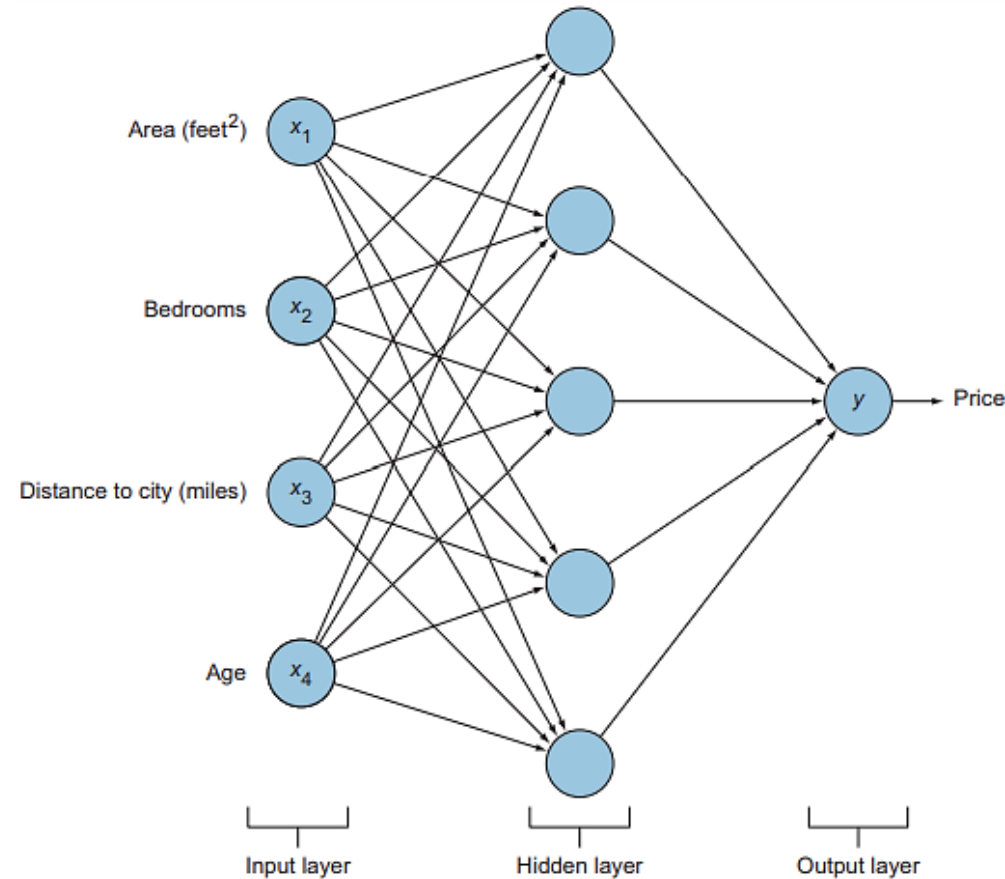 Area (feet²)
x₁
Bedrooms
x₂
Distance to city (miles)
x₃
Age
x₄
y
Price
Input layer
Hidden layer
Output layer